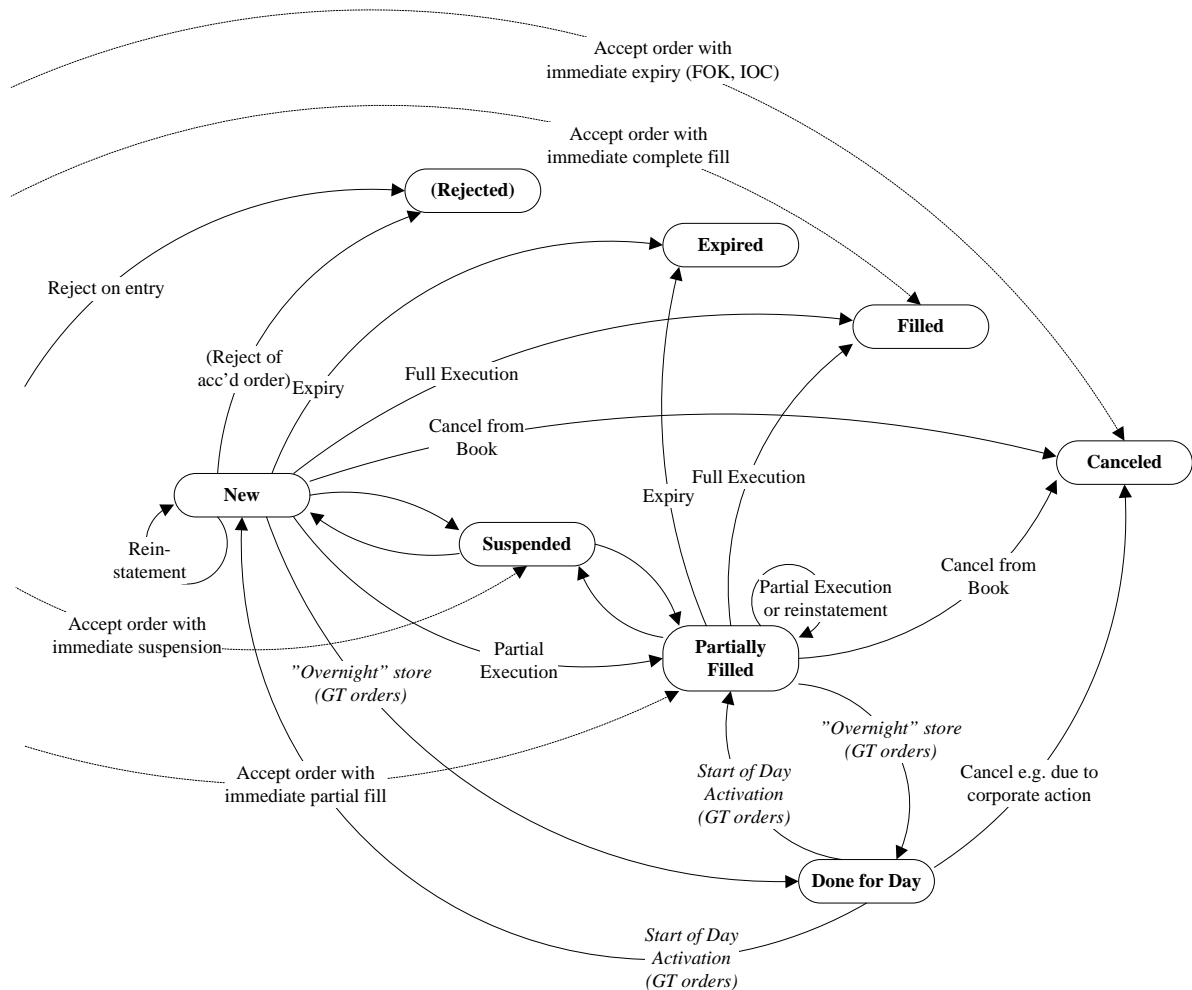 Accept order with
immediate expiry (FOK, IOC)
Accept order with
immediate complete fill
(Rejected)
Expired
Reject on entry
Filled
(Reject of
acc’d order)
Expiry
Full Execution
Cancel from
Book
Canceled
New
Full Execution
Expiry
Suspended
Rein-
statement
Partial Execution
or reinstatement
Cancel from
Book
Accept order with
immediate suspension
Partial
Execution
Partially
Filled
”Overnight” store
(GT orders)
”Overnight” store
(GT orders)
Start of Day
Activation
(GT orders)
Accept order with
immediate partial fill
Cancel e.g. due to
corporate action
Done for Day
Start of Day
Activation
(GT orders)